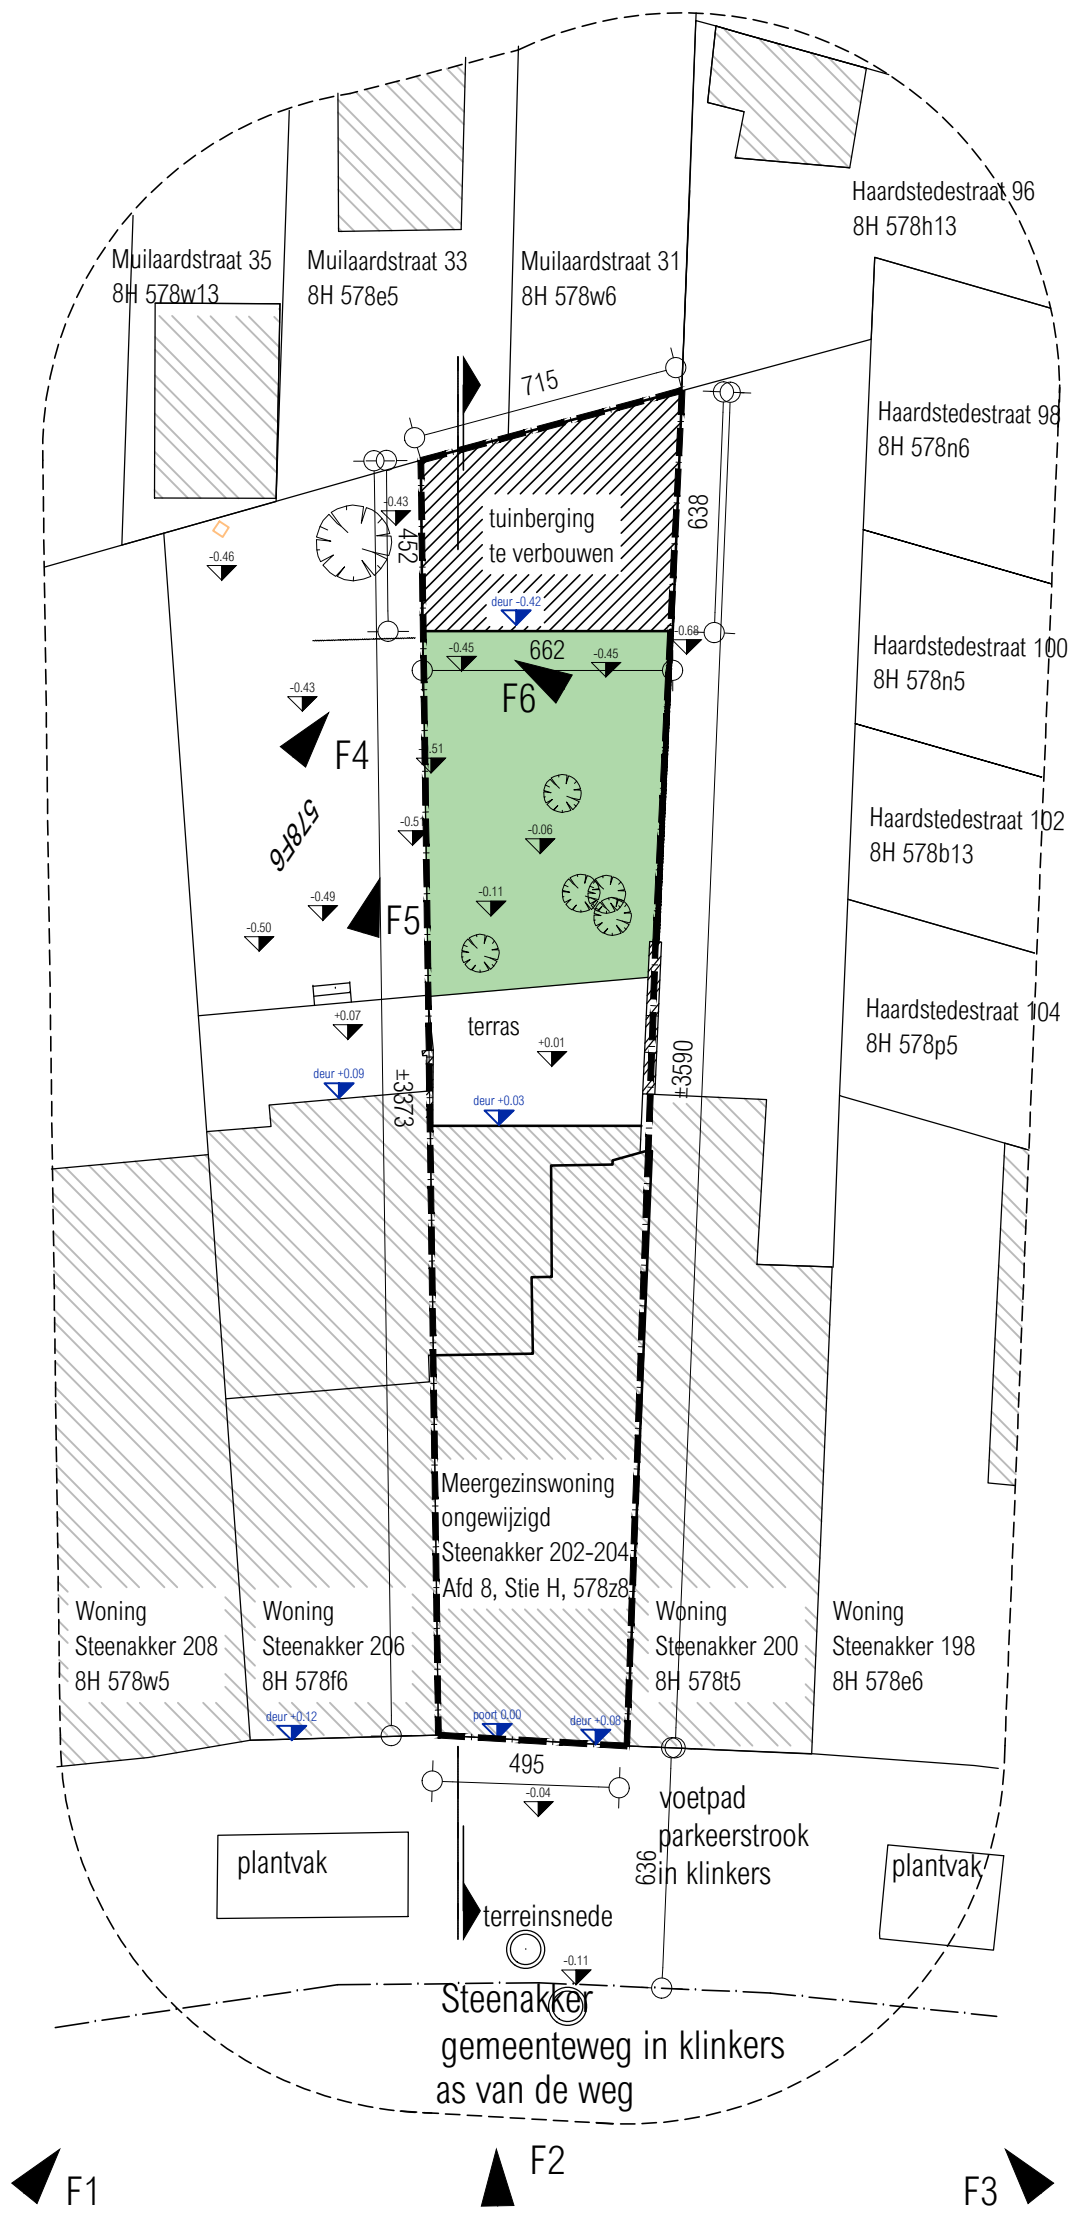 Haardstedestraat 96
8H 578h13
Muilaardstraat 35
8H 578w13
Muilaardstraat 33
8H 578e5
Muilaardstraat 31
8H 578w6
715
Haardstedestraat 98
8H 578n6
-0.43
452
638
tuinberging
te verbouwen
-0.46
deur -0.42
-0.68
-0.45
662
-0.45
Haardstedestraat 100
8H 578n5
-0.43
F6
F4
.51
578F6
-0.06
-0.51
Haardstedestraat 102
8H 578b13
-0.49
-0.11
F5
-0.50
+0.07
terras
+0.01
Haardstedestraat 104
8H 578p5
deur +0.09
±3373
deur +0.03
±3590
Meergezinswoning
ongewijzigd
Steenakker 202-204
Afd 8, Stie H, 578z8
Woning
Steenakker 208
8H 578w5
Woning
Steenakker 206
8H 578f6
Woning
Steenakker 200
8H 578t5
Woning
Steenakker 198
8H 578e6
deur +0.12
poort 0.00
deur +0.08
495
-0.04
voetpad
parkeerstrook
in klinkers
636
plantvak
plantvak
terreinsnede
-0.11
Steenakker
gemeenteweg in klinkers
as van de weg
F1
F2
F3